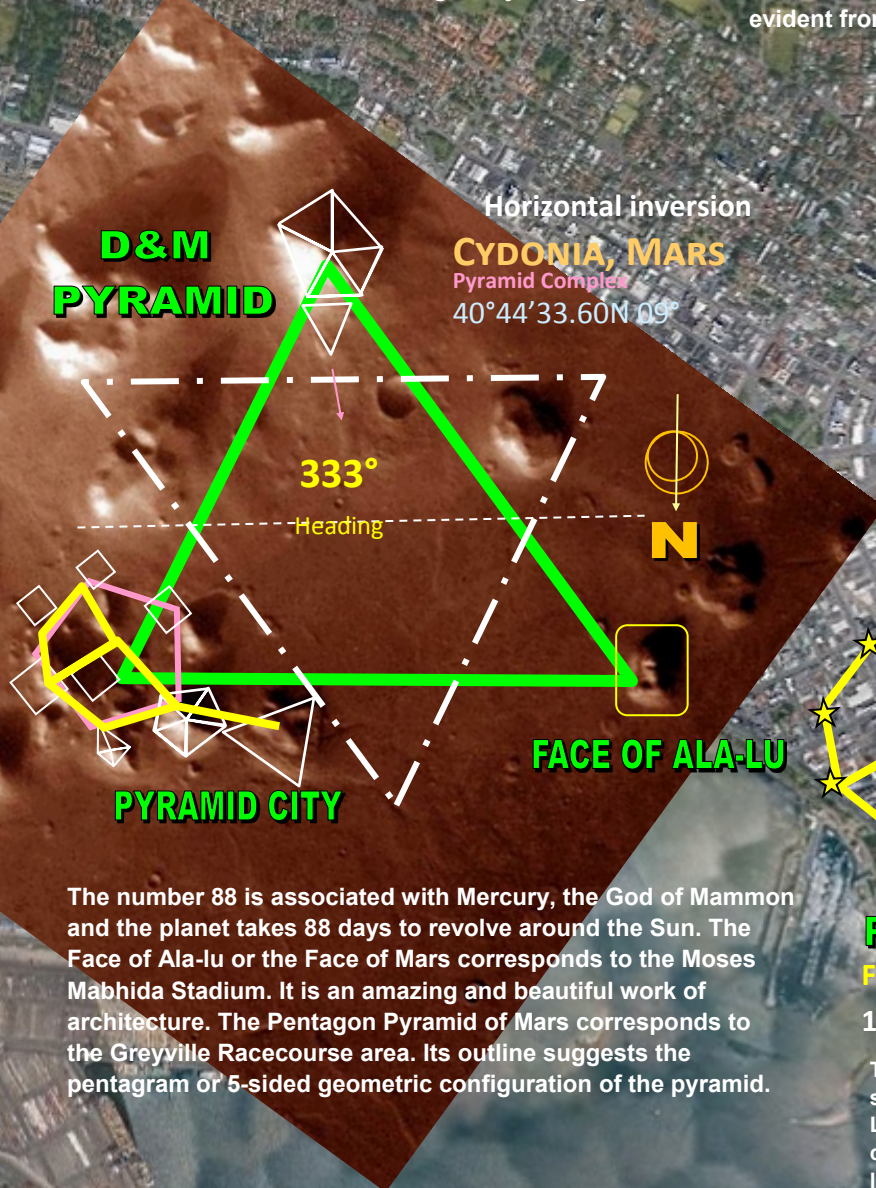 evident from
Horizontal inversion
CYDONIA, MARS
Pyramid Complex
40°44’33.60N 09°
D&M
PYRAMID
333°
Heading
N
FACE OF ALA-LU
PYRAMID CITY
The number 88 is associated with Mercury, the God of Mammon
and the planet takes 88 days to revolve around the Sun. The
Face of Ala-lu or the Face of Mars corresponds to the Moses
Mabhida Stadium. It is an amazing and beautiful work of
architecture. The Pentagon Pyramid of Mars corresponds to
the Greyville Racecourse area. Its outline suggests the
pentagram or 5-sided geometric configuration of the pyramid.